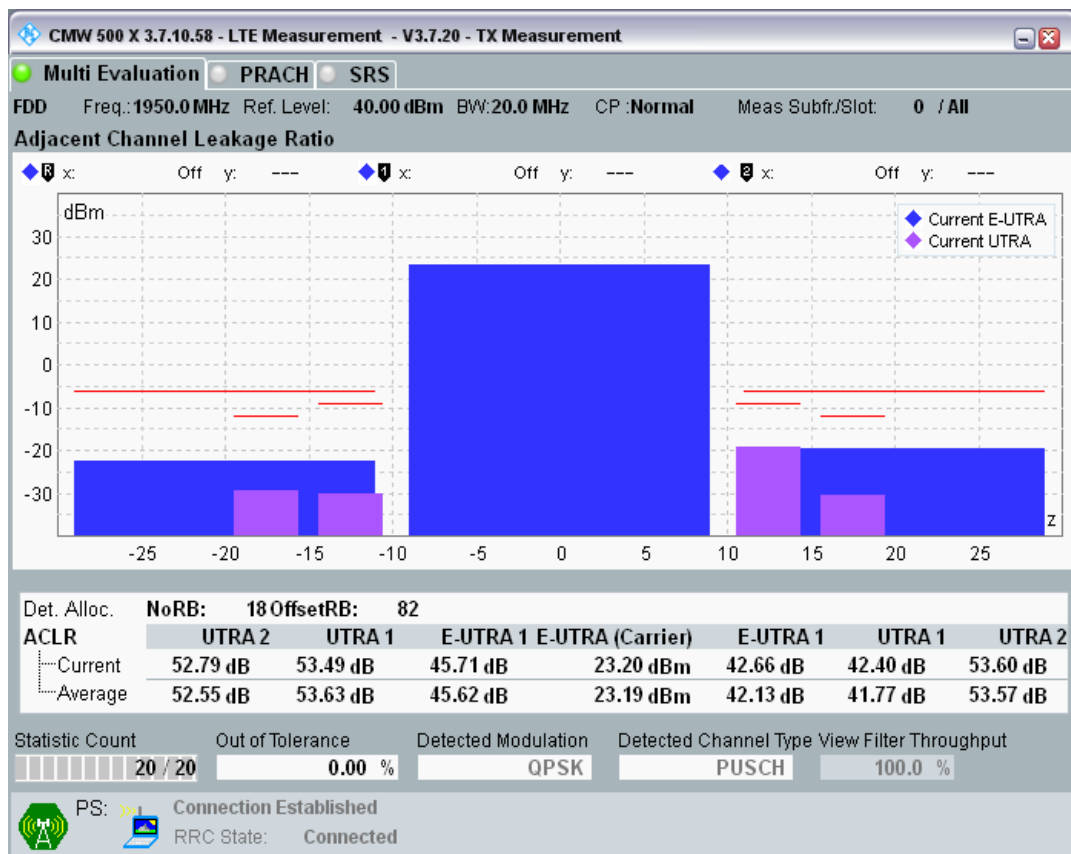 CMW 500 X 3.7.10.58 - LTE Measurement - V3.7.20 - TX Measurement
Multi Evaluation PRACH SRS
FDD Freq.:1950.0 MHz Ref. Level: 40.00 dBm BW:20.0 MHz CP :Normal Meas Subfr./Slot: 0 / All
Adjacent Channel Leakage Ratio
R x: Off y: --- 1 x: Off y: --- 2 x: Off y: ---
dBm
Current E-UTRA
Current UTRA
30
20
10
0
-10
-20
-30
z
-25 -20 -15 -10 -5 0 5 10 15 20 25
Det. Alloc. NoRB: 18 OffsetRB: 82
ACLR UTRA 2 UTRA 1 E-UTRA 1 E-UTRA (Carrier) E-UTRA 1 UTRA 1 UTRA 2
Current 52.79 dB 53.49 dB 45.71 dB 23.20 dBm 42.66 dB 42.40 dB 53.60 dB
Average 52.55 dB 53.63 dB 45.62 dB 23.19 dBm 42.13 dB 41.77 dB 53.57 dB
Statistic Count Out of Tolerance Detected Modulation Detected Channel Type View Filter Throughput
20 / 20 0.00 % QPSK PUSCH 100.0 %
PS: Connection Established
RRC State: Connected